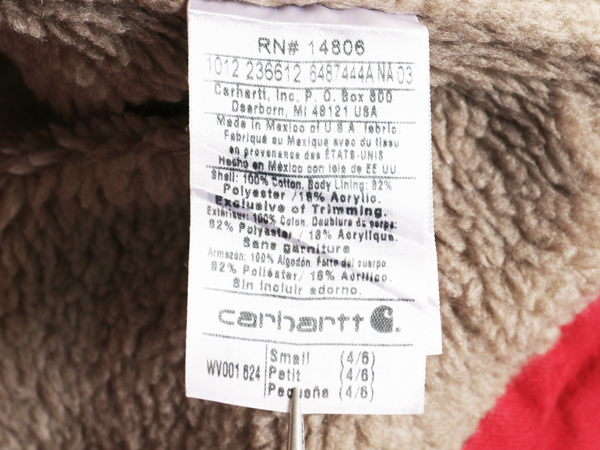 RN# 14806
1012 236612 6487444A NA 03
Carhartt, Inc. P. O. Box 600
Dearborn, MI 48121 USA
Made in Mexico of U.S.A. fabric
Fabriqué au Mexique avec du tissu
en provenance des ÉTATS-UNIS
Hecho en México con tela de EE UU
Shell: 100% Cotton, Body Lining: 82%
Polyester /18% Acrylic.
Exclusive of Trimming.
Extérieur: 100% Coton. Doublure du corps:
82% Polyester / 18% Acrylique.
Sans garniture
Armazón: 100% Algodón. Forro del cuerpo
82% Poliéster/ 18% Acrílico.
Sin incluir adorno.
carhartt
WV001 624
Small (4/6)
Petit (4/6)
Pequeña (4/6)